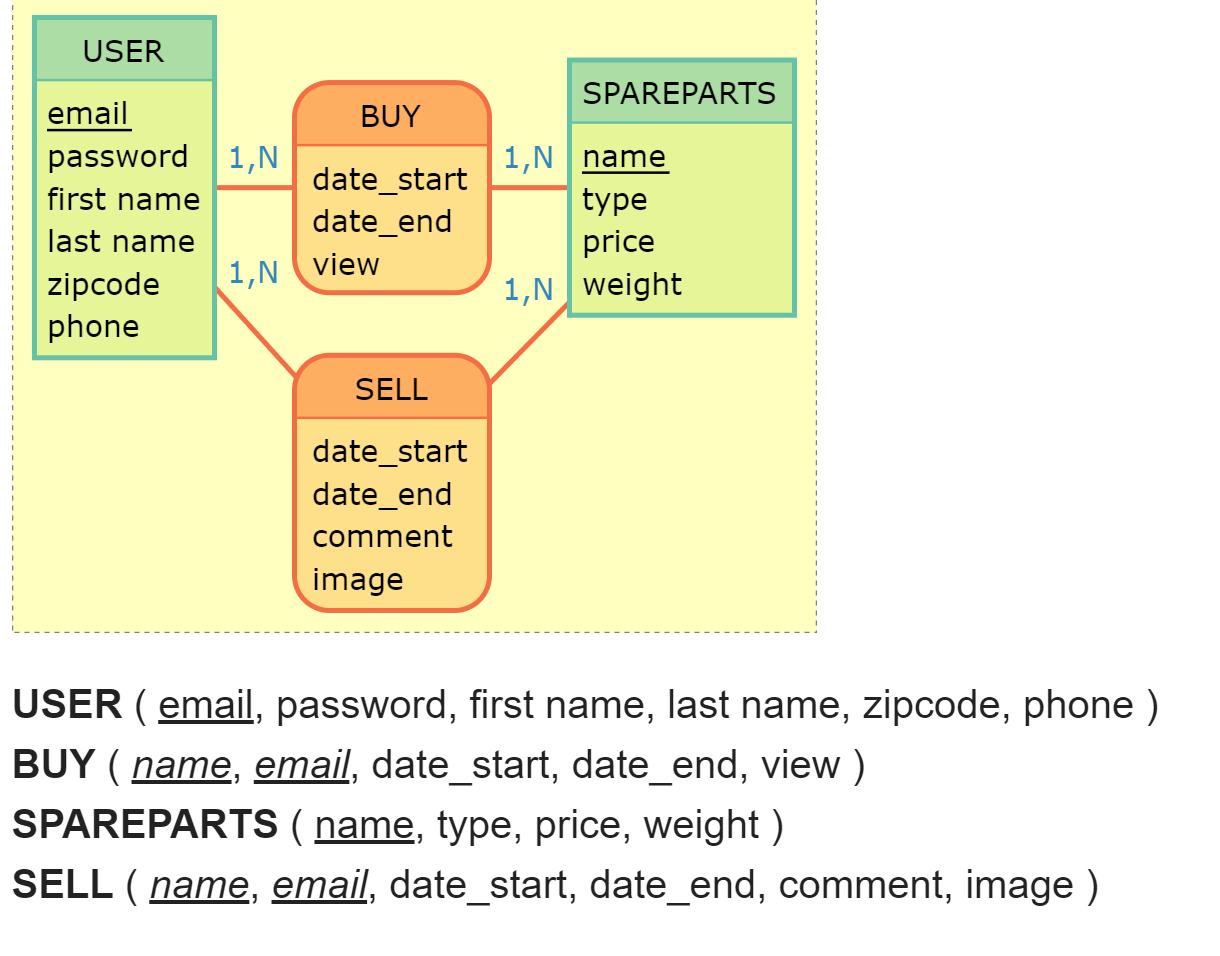 USER
email
password
first name
last name
zipcode
phone
1,N
1,N
BUY
date_start
date_end
view
1,N
1,N
SPAREPARTS
name
type
price
weight
SELL
date_start
date_end
comment
image
USER ( email, password, first name, last name, zipcode, phone )
BUY ( name, email, date_start, date_end, view )
SPAREPARTS ( name, type, price, weight )
SELL ( name, email, date_start, date_end, comment, image )